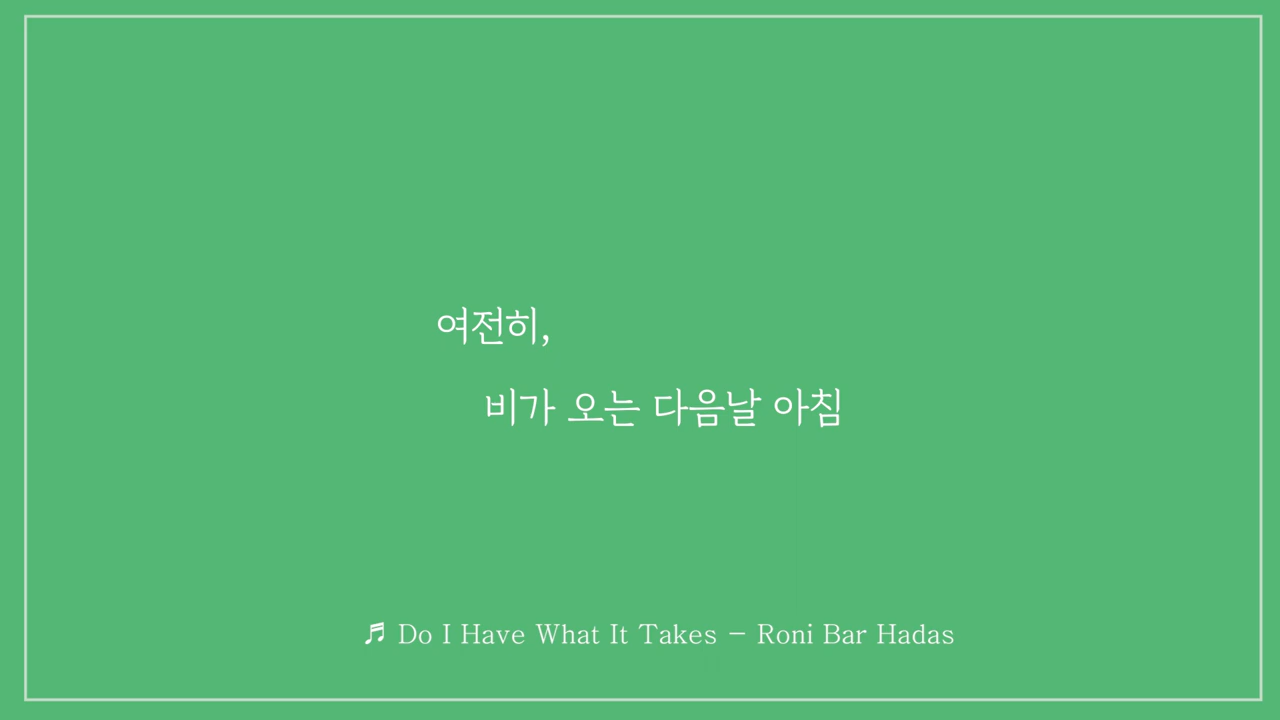 여전히,
비가 오는 다음날 아침
♬ Do I Have What It Takes - Roni Bar Hadas